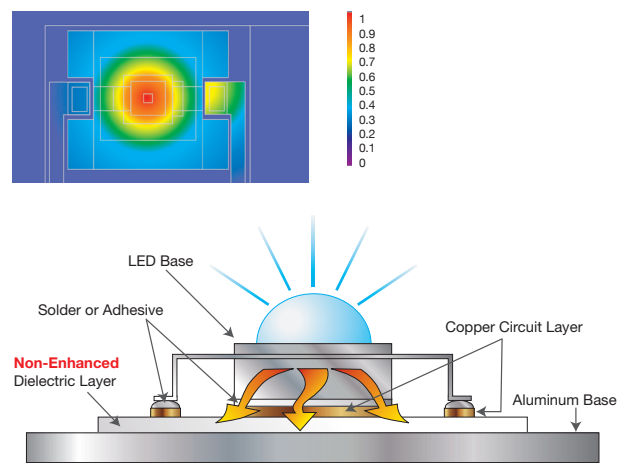 1
0.9
0.8
0.7
0.6
0.5
0.4
0.3
0.2
0.1
0
LED Base
Solder or Adhesive
Copper Circuit Layer
Non-Enhanced
Dielectric Layer
Aluminum Base